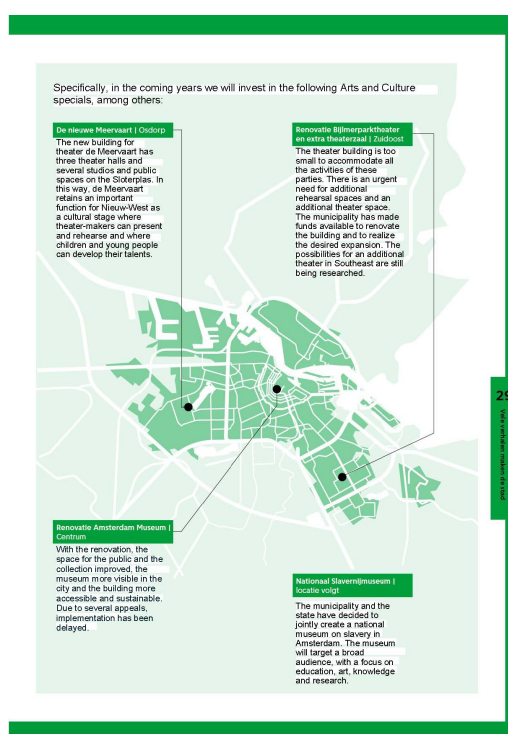 Specifically, in the coming years we will invest in the following Arts and Culture
specials, among others:
De nieuwe Meervaart | Osdorp
The new building for
theater de Meervaart has
three theater halls and
several studios and public
spaces on the Sloterplas. In
this way, de Meervaart
retains an important
function for Nieuw-West as
a cultural stage where
theater-makers can present
and rehearse and where
children and young people
can develop their talents.
Renovatie Bijlmerparktheater
en extra theaterzaal | Zuidoost
The theater building is too
small to accommodate all
the activities of these
parties. There is an urgent
need for additional
rehearsal spaces and an
additional theater space.
The municipality has made
funds available to renovate
the building and to realize
the desired expansion. The
possibilities for an additional
theater in Southeast are still
being researched.
29
Vele verhalen maken de stad
Renovatie Amsterdam Museum |
Centrum
With the renovation, the
space for the public and the
collection improved, the
museum more visible in the
city and the building more
accessible and sustainable.
Due to several appeals,
implementation has been
delayed.
Nationaal Slavernijmuseum |
locatie volgt
The municipality and the
state have decided to
jointly create a national
museum on slavery in
Amsterdam. The museum
will target a broad
audience, with a focus on
education, art, knowledge
and research.